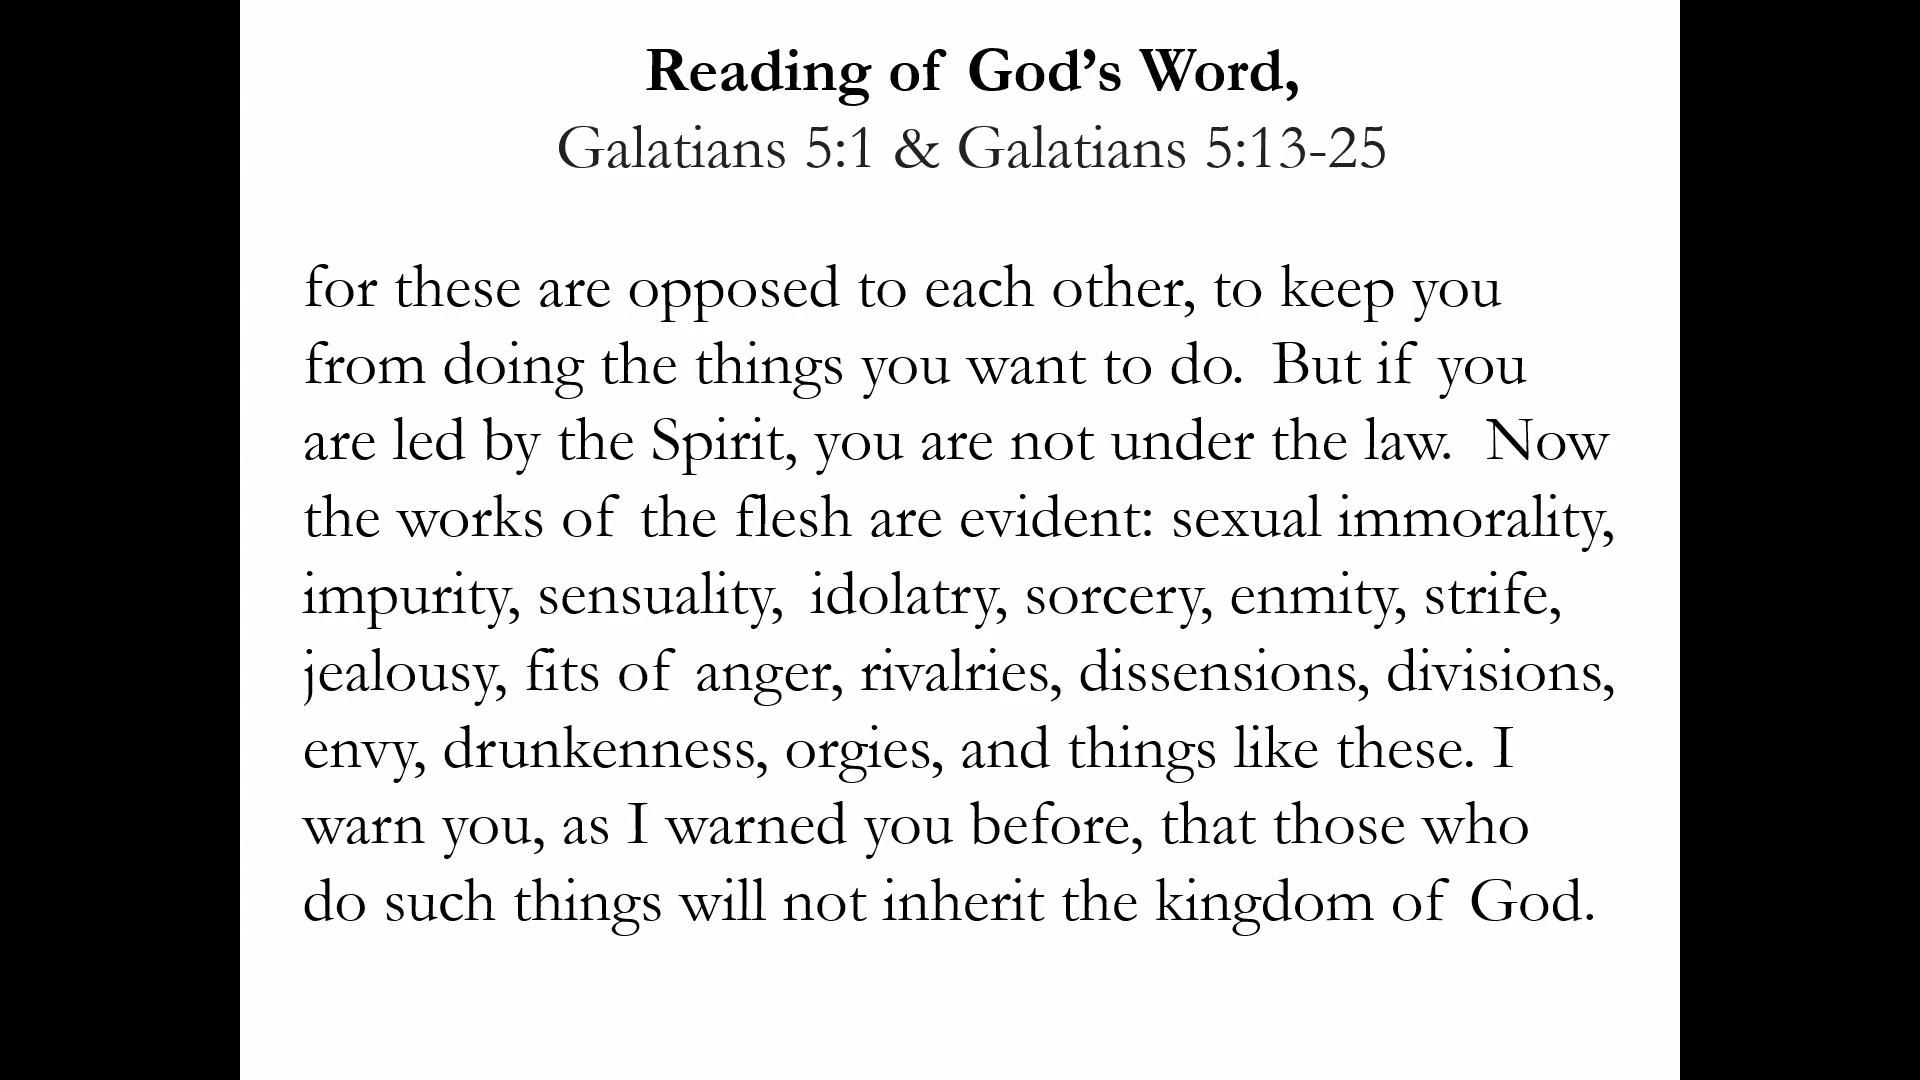 Reading of God’s Word,
Galatians 5:1 & Galatians 5:13-25
for these are opposed to each other, to keep you
from doing the things you want to do. But if you
are led by the Spirit, you are not under the law. Now
the works of the flesh are evident: sexual immorality,
impurity, sensuality, idolatry, sorcery, enmity, strife,
jealousy, fits of anger, rivalries, dissensions, divisions,
envy, drunkenness, orgies, and things like these. I
warn you, as I warned you before, that those who
do such things will not inherit the kingdom of God.